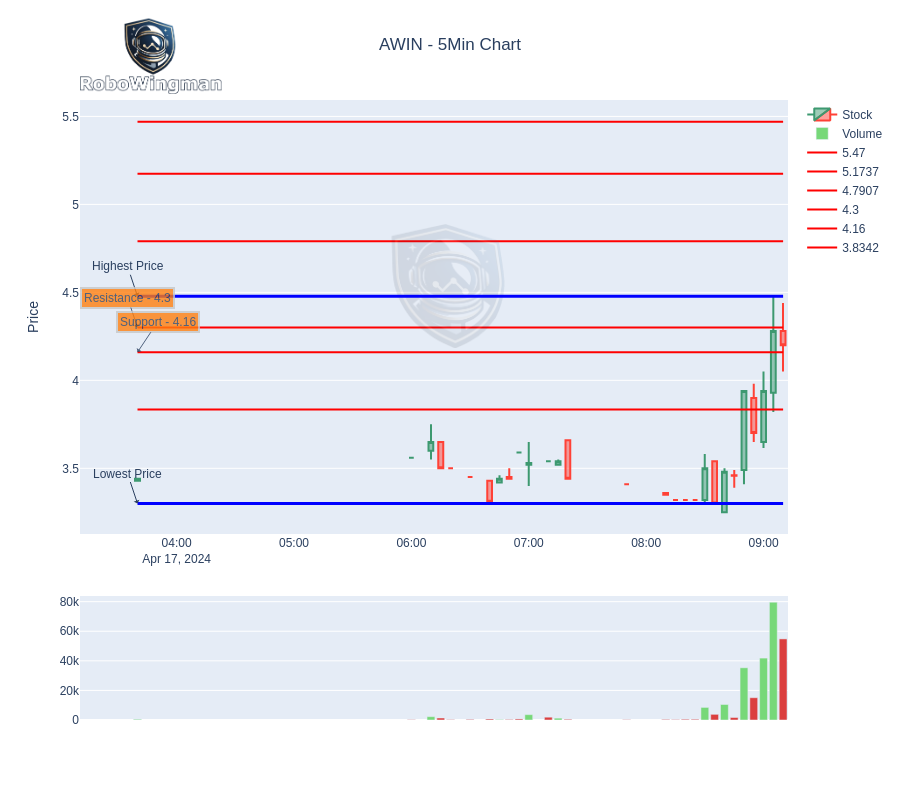 RoboWingman
AWIN - 5Min Chart
Price
5.5
5
4.5
4
3.5
Highest Price
Resistance - 4.3
Support - 4.16
Lowest Price
04:00
05:00
06:00
07:00
08:00
09:00
Apr 17, 2024
Stock
Volume
5.47
5.1737
4.7907
4.3
4.16
3.8342
80k
60k
40k
20k
0